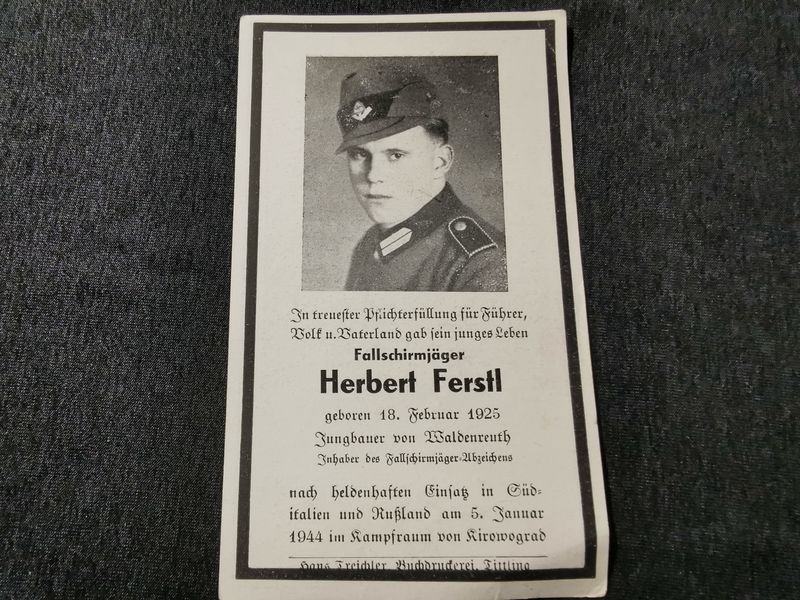 In treuester Pflichterfüllung für Führer,
Volk u. Vaterland gab sein junges Leben
Fallschirmjäger
Herbert Ferstl
geboren 18. Februar 1925
Jungbauer von Waldenreuth
Inhaber des Fallschirmjäger-Abzeichens
nach heldenhaften Einsatz in Süd-
italien und Rußland am 5. Januar
1944 im Kampfraum von Kirowograd
Hans Treichler, Buchdruckerei, Tittling